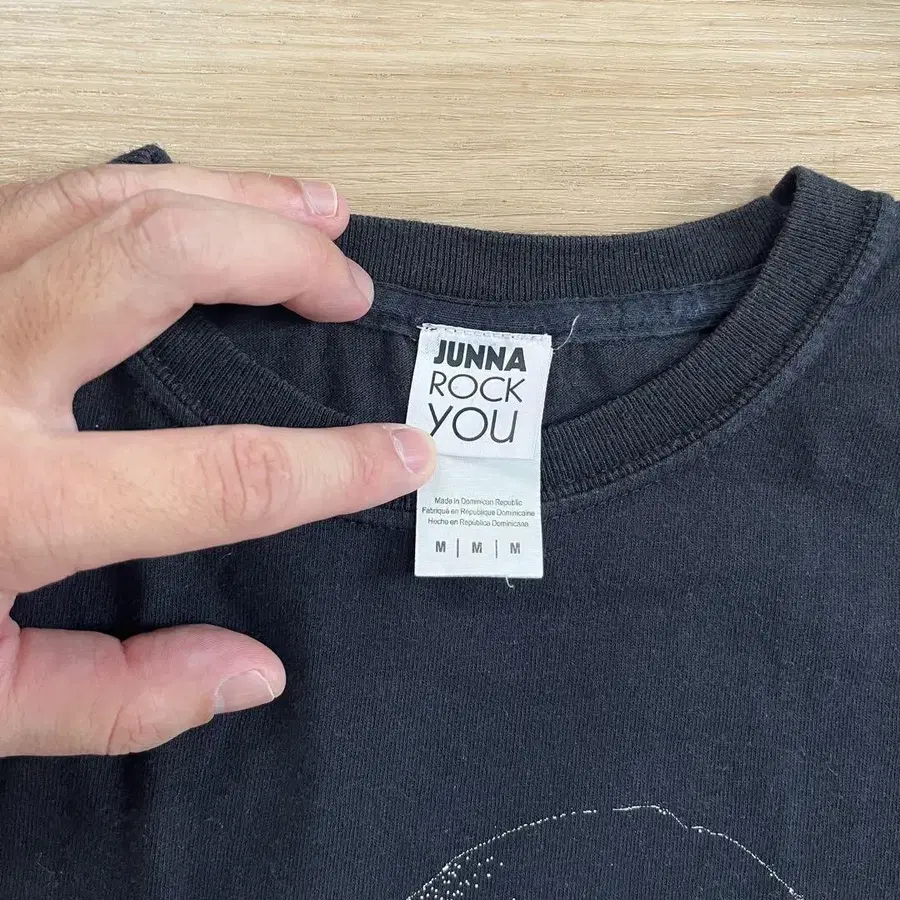 JUNNA
ROCK
YOU
Made in Dominican Republic
Fabriqué en République Dominicaine
Hecho en República Dominicana
M | M | M